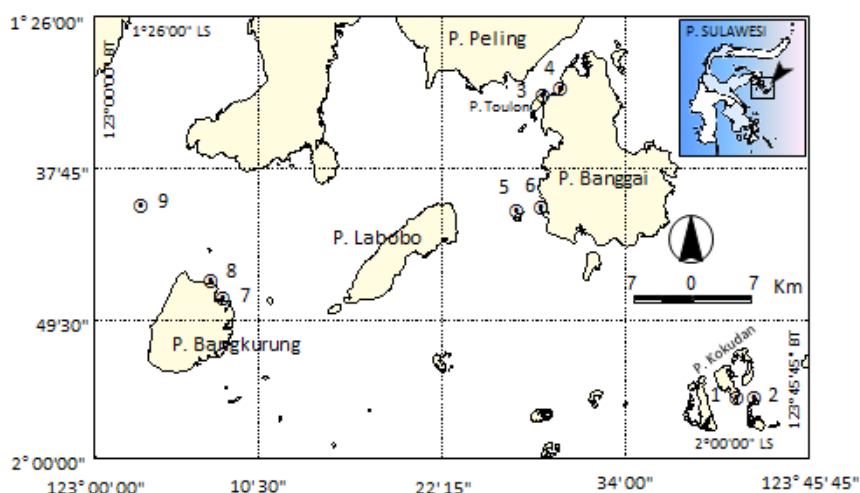 1° 26'00"
1°26'00" LS
123°00'00" BT
P. Peling
P. SULAWESI
4
3
P. Toulon
37'45"
P. Banggai
9
5
6
P. Labobo
8
7
7 0 7 Km
49'30"
P. Bangkurung
P. Kokudan
123°45'45" BT
1
2
2°00'00" LS
2° 00'00"
123° 00'00"
10'30"
22'15"
34'00"
123° 45'45"